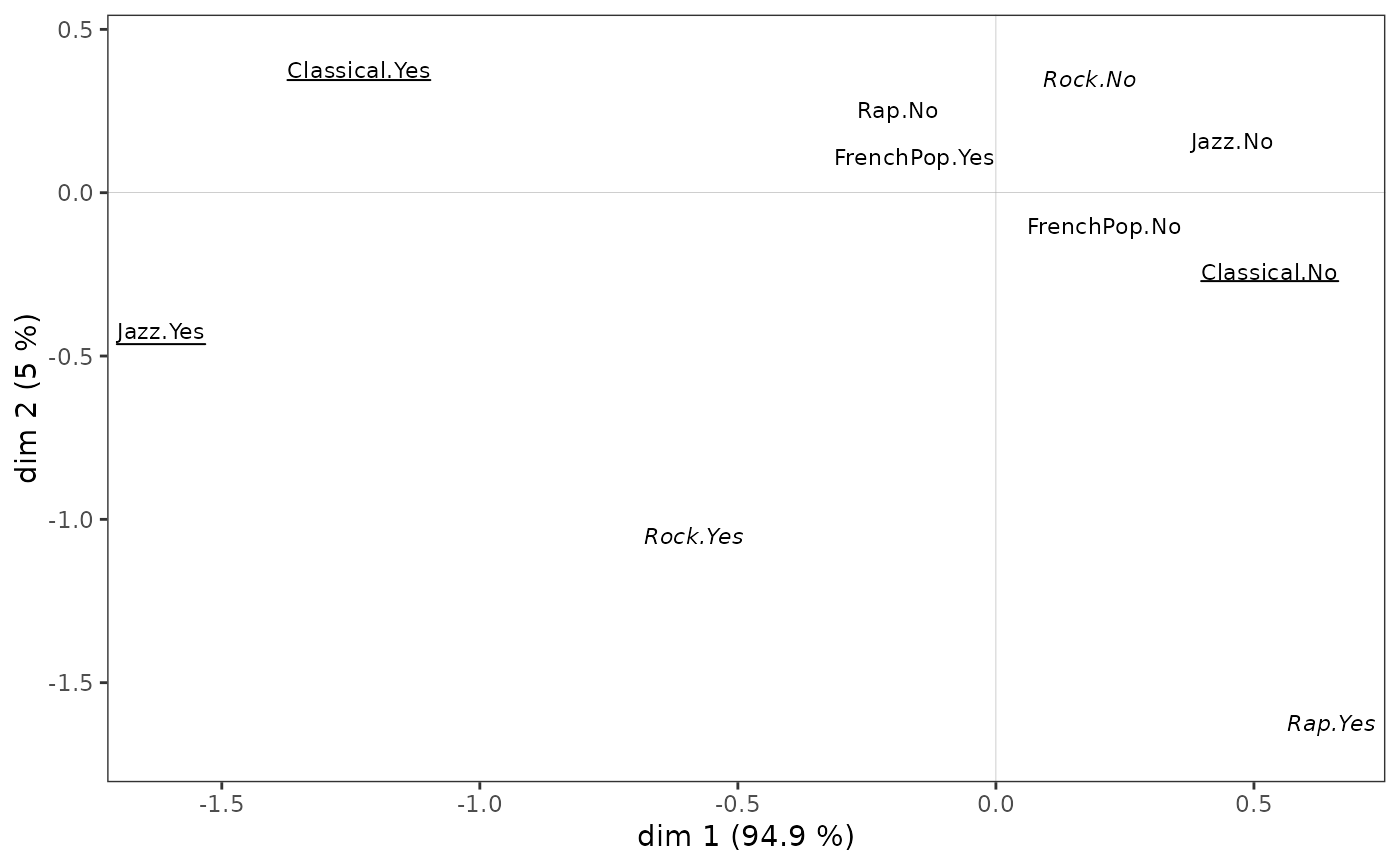 0.5
Classical.Yes
Rock.No
Rap.No
Jazz.No
FrenchPop.Yes
0.0
FrenchPop.No
Classical.No
Jazz.Yes
-0.5
dim 2 (5 %)
-1.0
Rock.Yes
-1.5
Rap.Yes
-1.5 -1.0 -0.5 0.0 0.5
dim 1 (94.9 %)